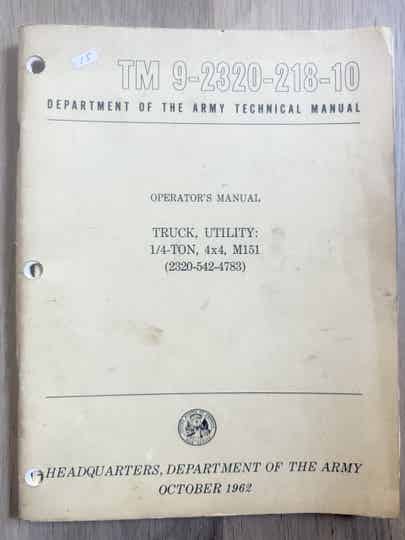 15
TM 9-2320-218-10
DEPARTMENT OF THE ARMY TECHNICAL MANUAL
OPERATOR'S MANUAL
TRUCK, UTILITY:
1/4-TON, 4x4, M151
(2320-542-4783)
HEADQUARTERS, DEPARTMENT OF THE ARMY
OCTOBER 1962